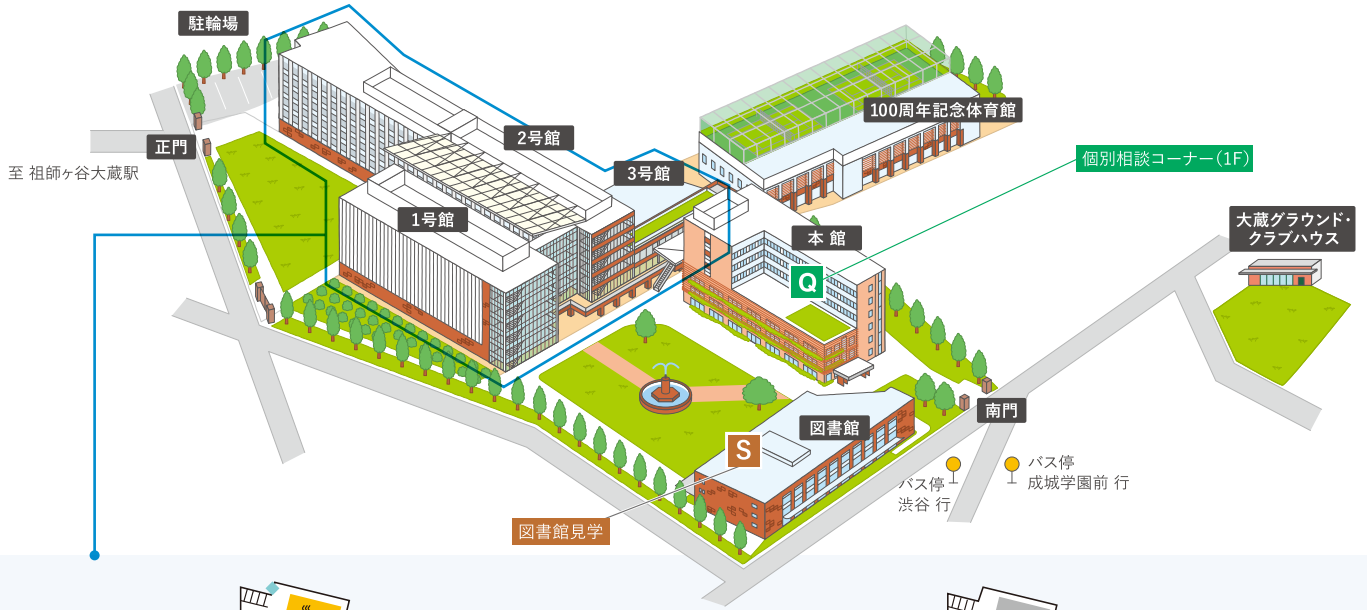 駐輪場
100周年記念体育館
2号館
正門
個別相談コーナー(1F)
至 祖師ヶ谷大蔵駅
3号館
1号館
大蔵グラウンド・
クラブハウス
本 館
Q
南門
図書館
S
バス停
成城学園前 行
バス停
渋谷 行
図書館見学